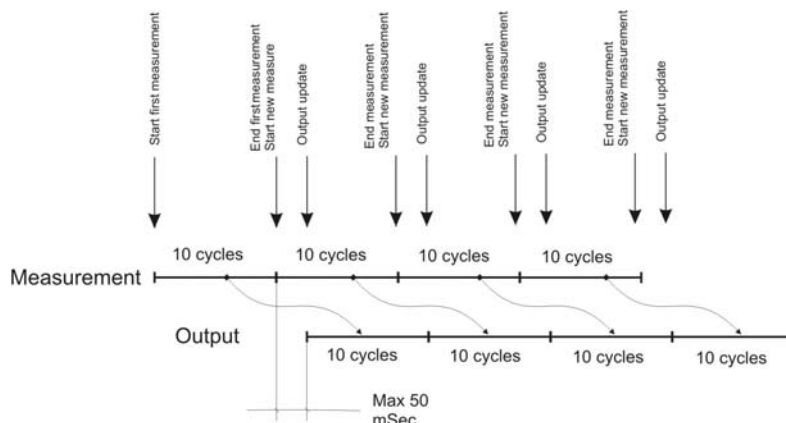 Start first measurement
End first measurement
Start new measure
Output update
End measurement
Start new measurement
Output update
End measurement
Start new measurement
Output update
End measurement
Start new measurement
Output update
10 cycles
10 cycles
10 cycles
10 cycles
Measurement
Output
10 cycles
10 cycles
10 cycles
10 cycles
Max 50
mSec